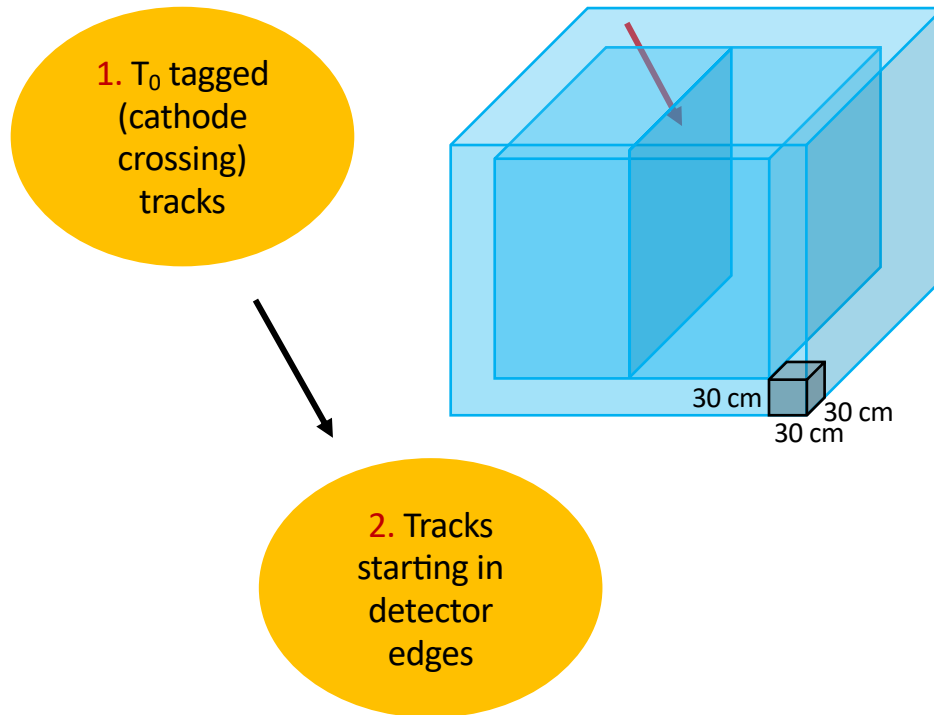 1. T₀ tagged
(cathode
crossing)
tracks
30 cm
30 cm
30 cm
2. Tracks
starting in
detector
edges